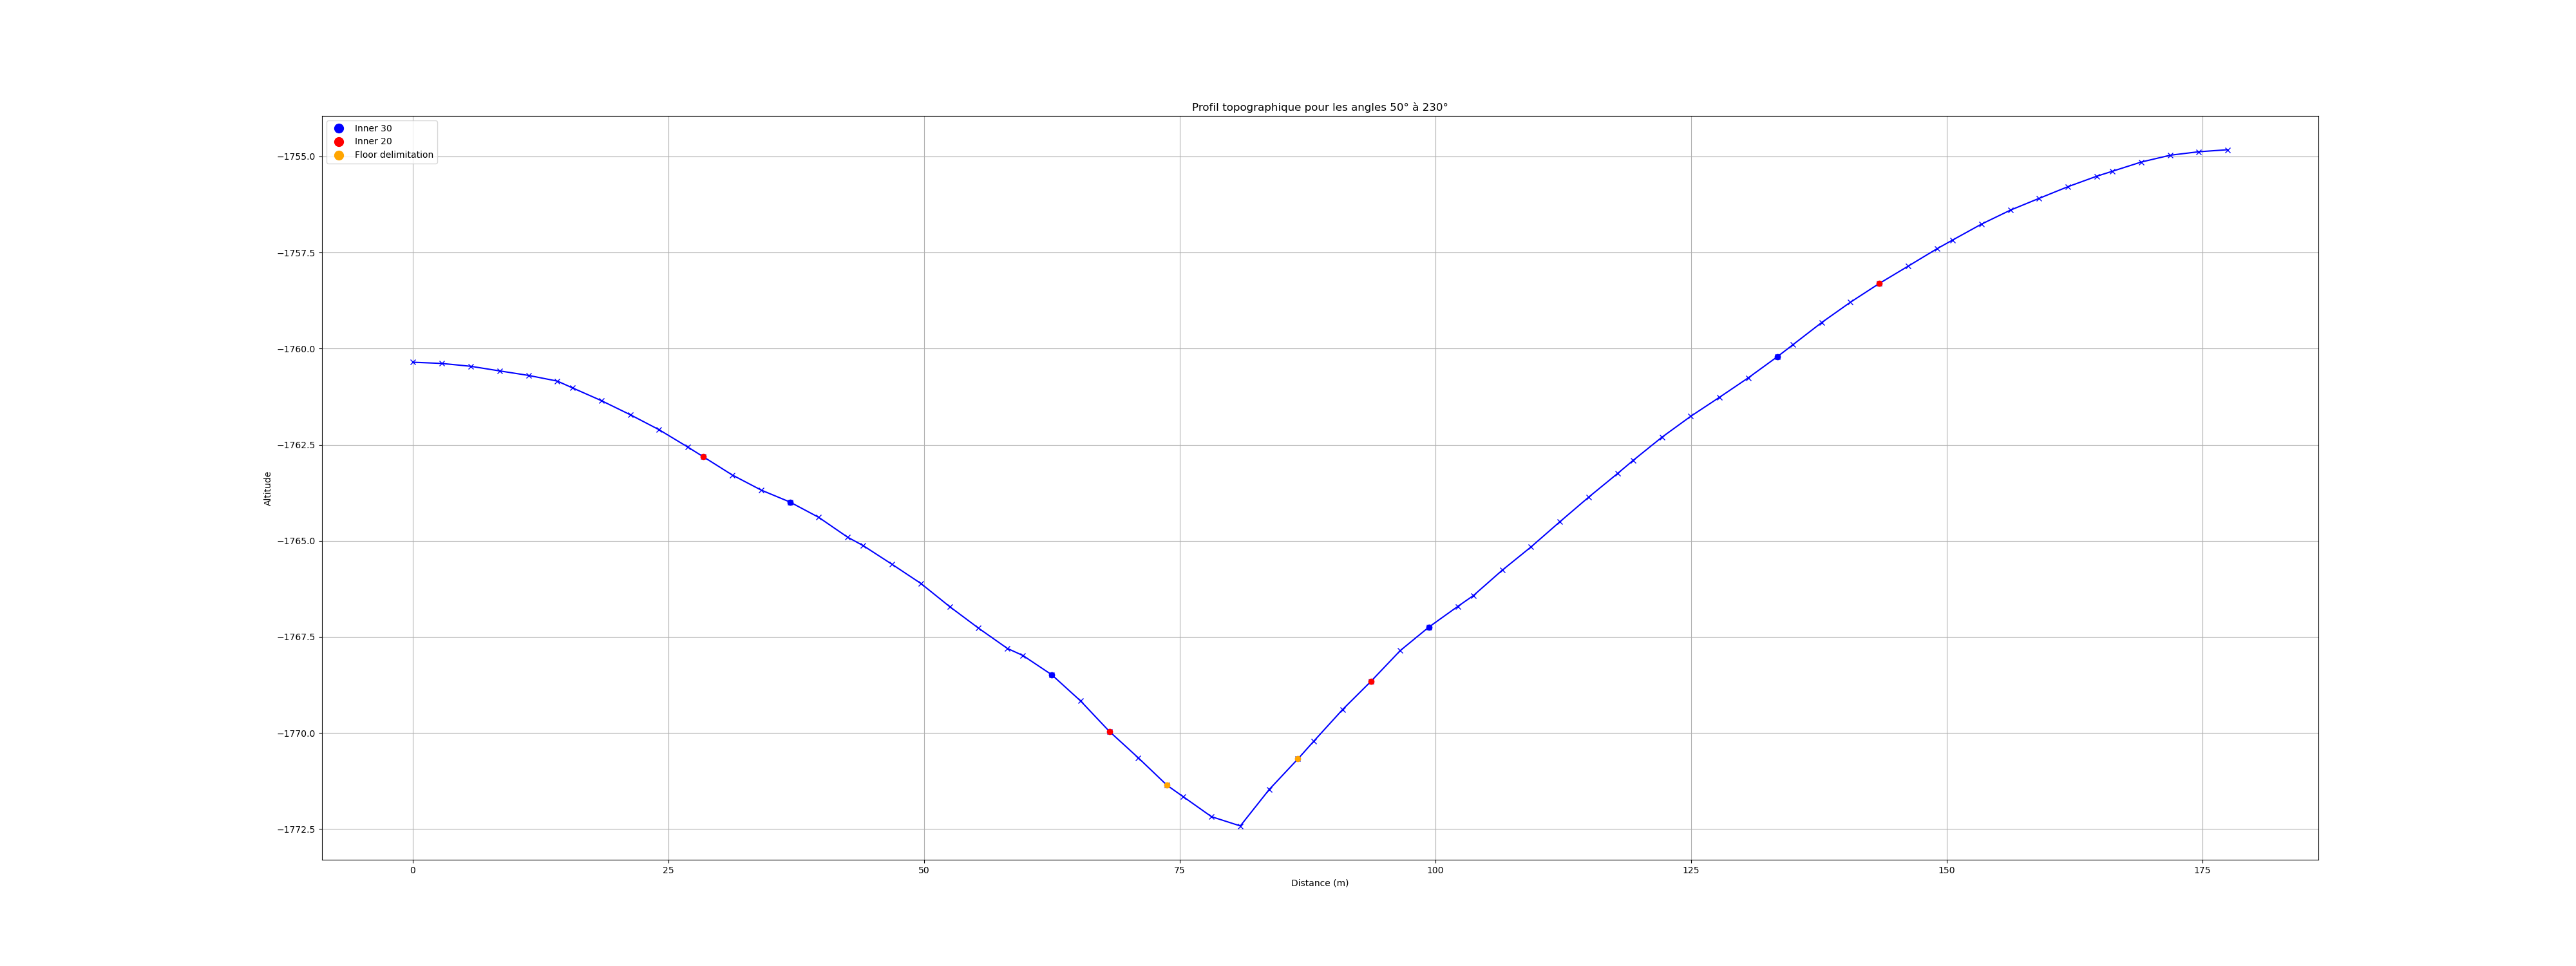 Profil topographique pour les angles 50° à 230°
Inner 30
Inner 20
Floor delimitation
−1755.0
−1757.5
−1760.0
−1762.5
−1765.0
−1767.5
−1770.0
−1772.5
Altitude
0 25 50 75 100 125 150 175
Distance (m)